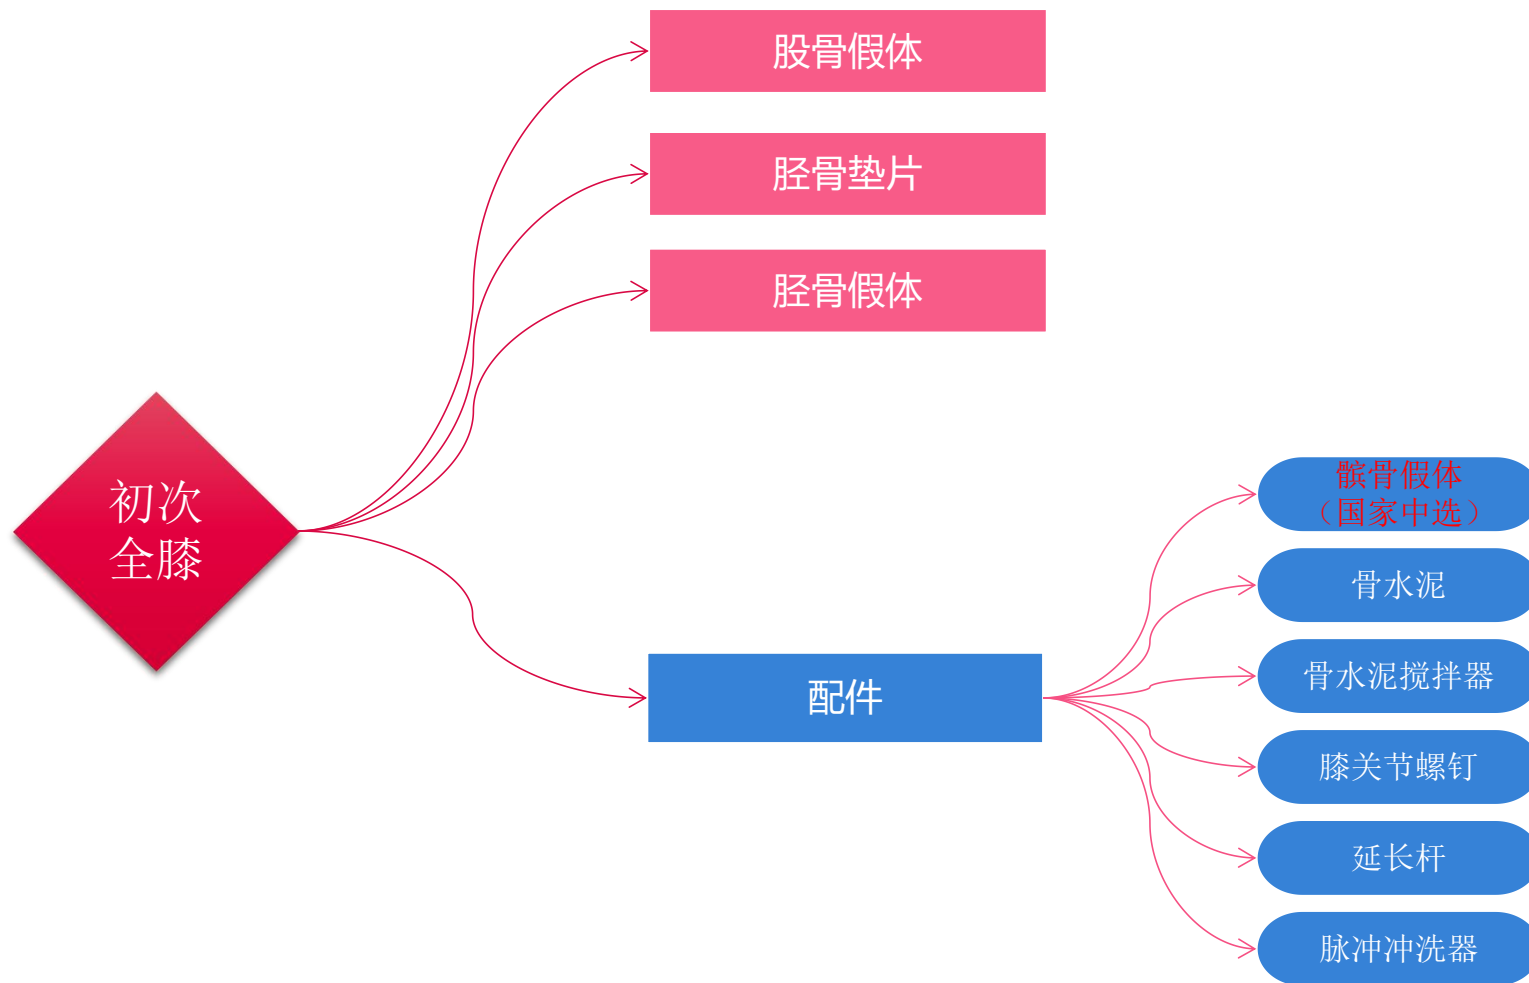 股骨假体
胫骨垫片
胫骨假体
初次
全膝
配件
髌骨假体
（国家中选）
骨水泥
骨水泥搅拌器
膝关节螺钉
延长杆
脉冲冲洗器